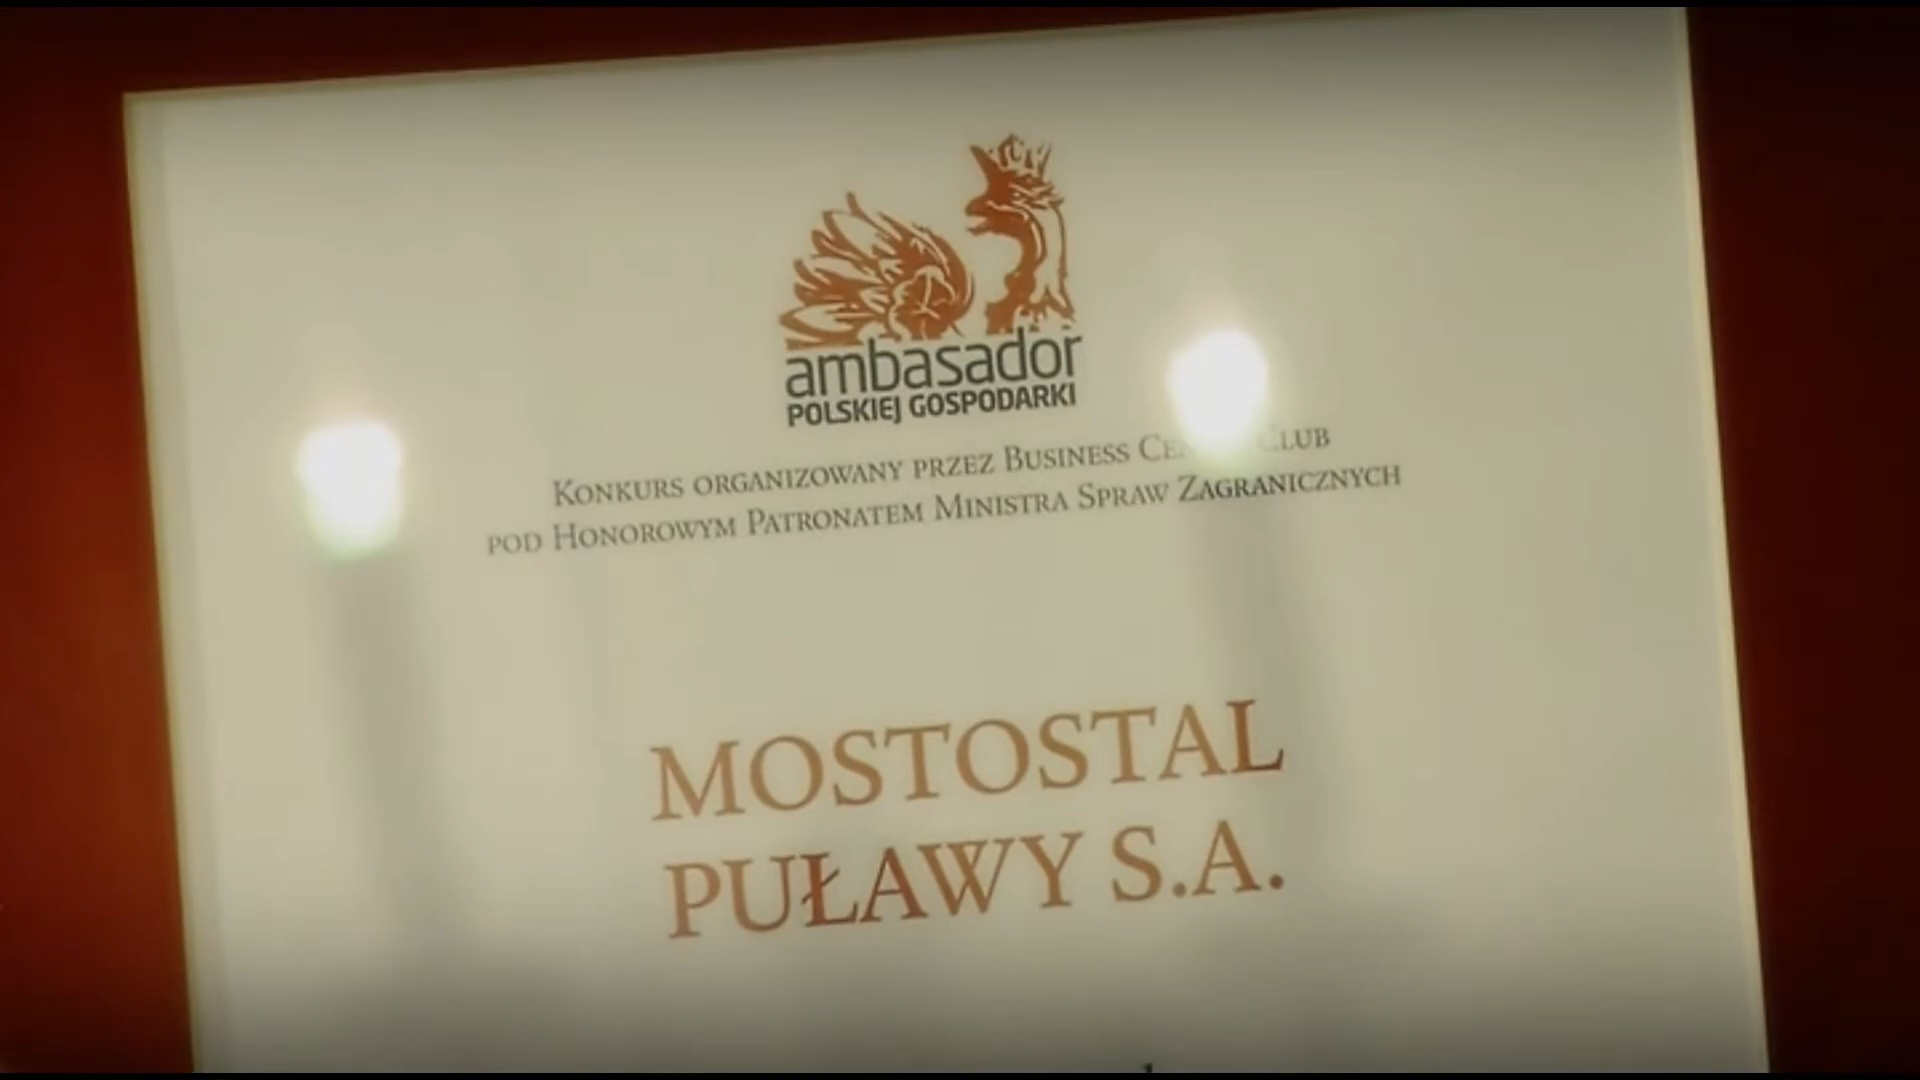 ambasador
POLSKIEJ GOSPODARKI
KONKURS ORGANIZOWANY PRZEZ BUSINESS CLUB
POD HONOROWYM PATRONATEM MINISTRA SPRAW ZAGRANICZNYCH
MOSTOSTAL
PUŁAWY S.A.